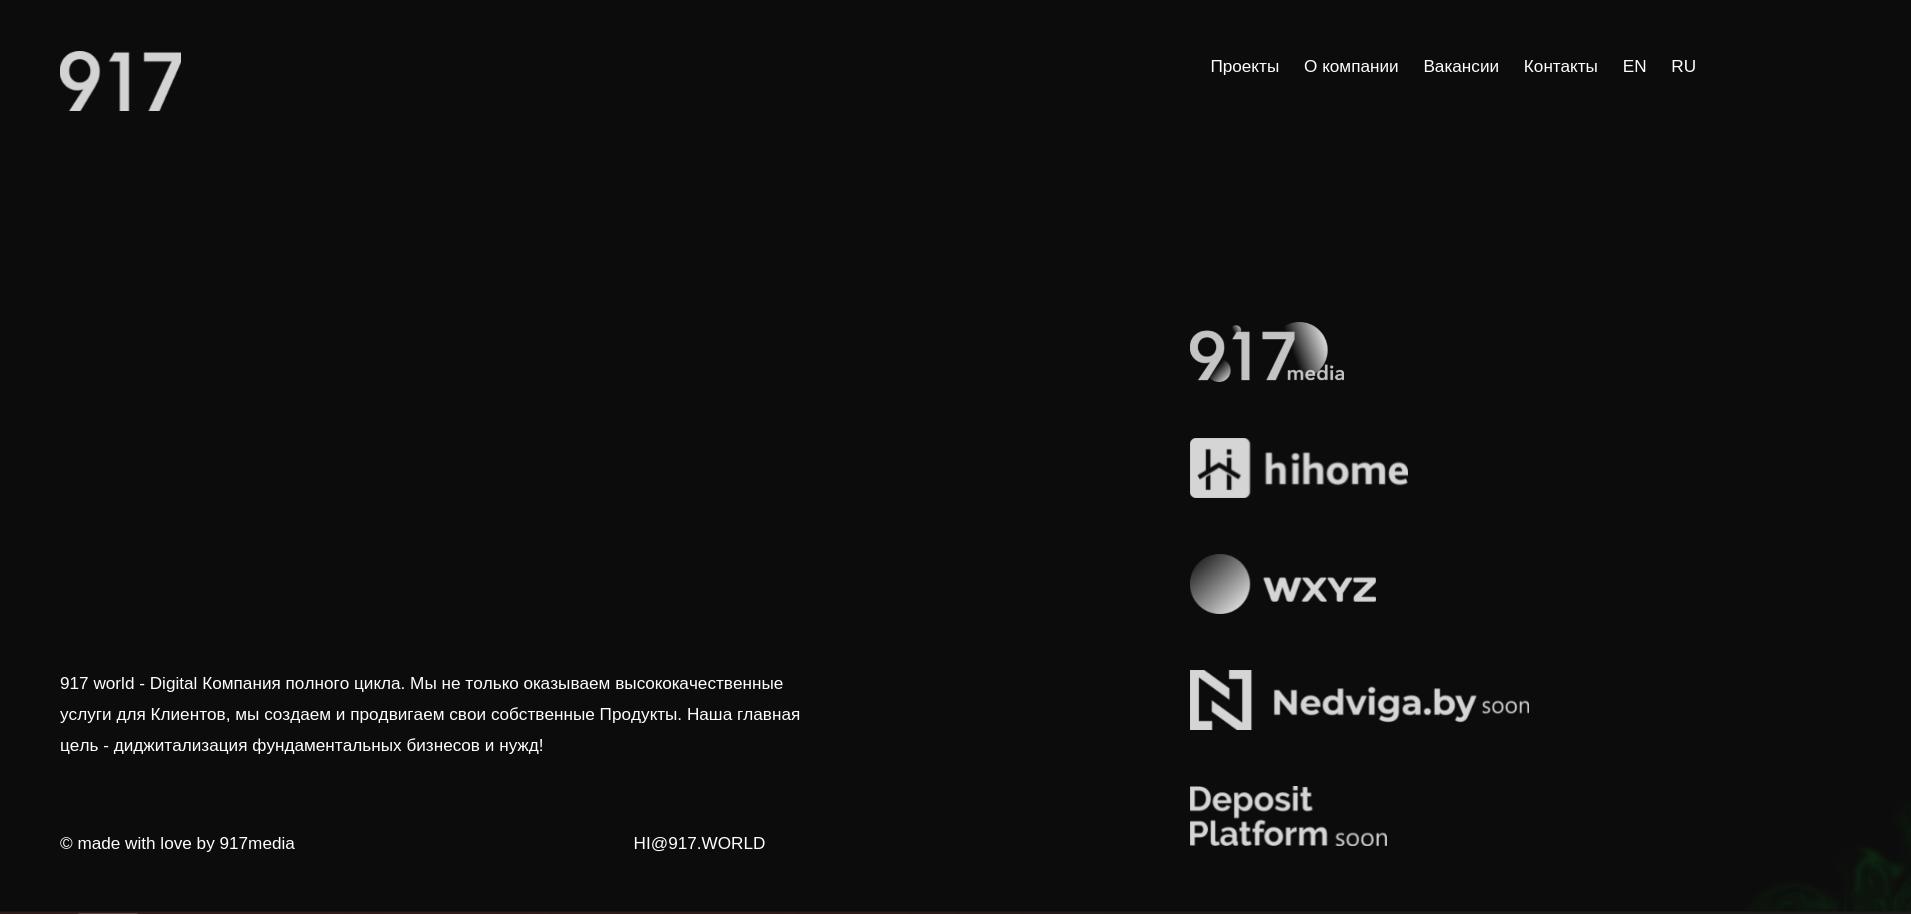 917
Проекты О компании Вакансии Контакты EN RU
917 media
hihome
wxyz
Nedviga.by soon
Deposit
Platform soon
917 world - Digital Компания полного цикла. Мы не только оказываем высококачественные
услуги для Клиентов, мы создаем и продвигаем свои собственные Продукты. Наша главная
цель - диджитализация фундаментальных бизнесов и нужд!
© made with love by 917media
HI@917.WORLD